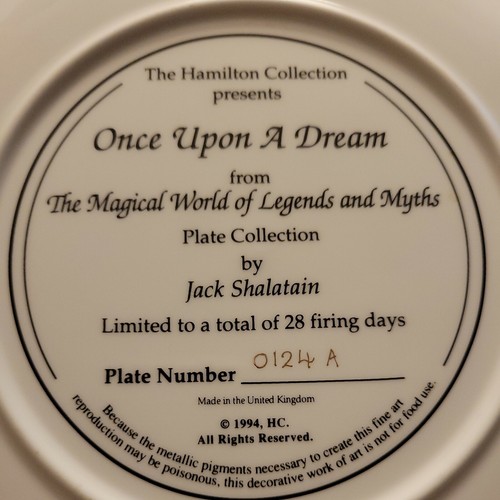 The Hamilton Collection
presents
Once Upon A Dream
from
The Magical World of Legends and Myths
Plate Collection
by
Jack Shalatain
Limited to a total of 28 firing days
Plate Number 0124 A
Made in the United Kingdom
© 1994, HC.
All Rights Reserved.
Because the metallic pigments necessary to create this fine art
reproduction may be poisonous, this decorative work of art is not for food use.